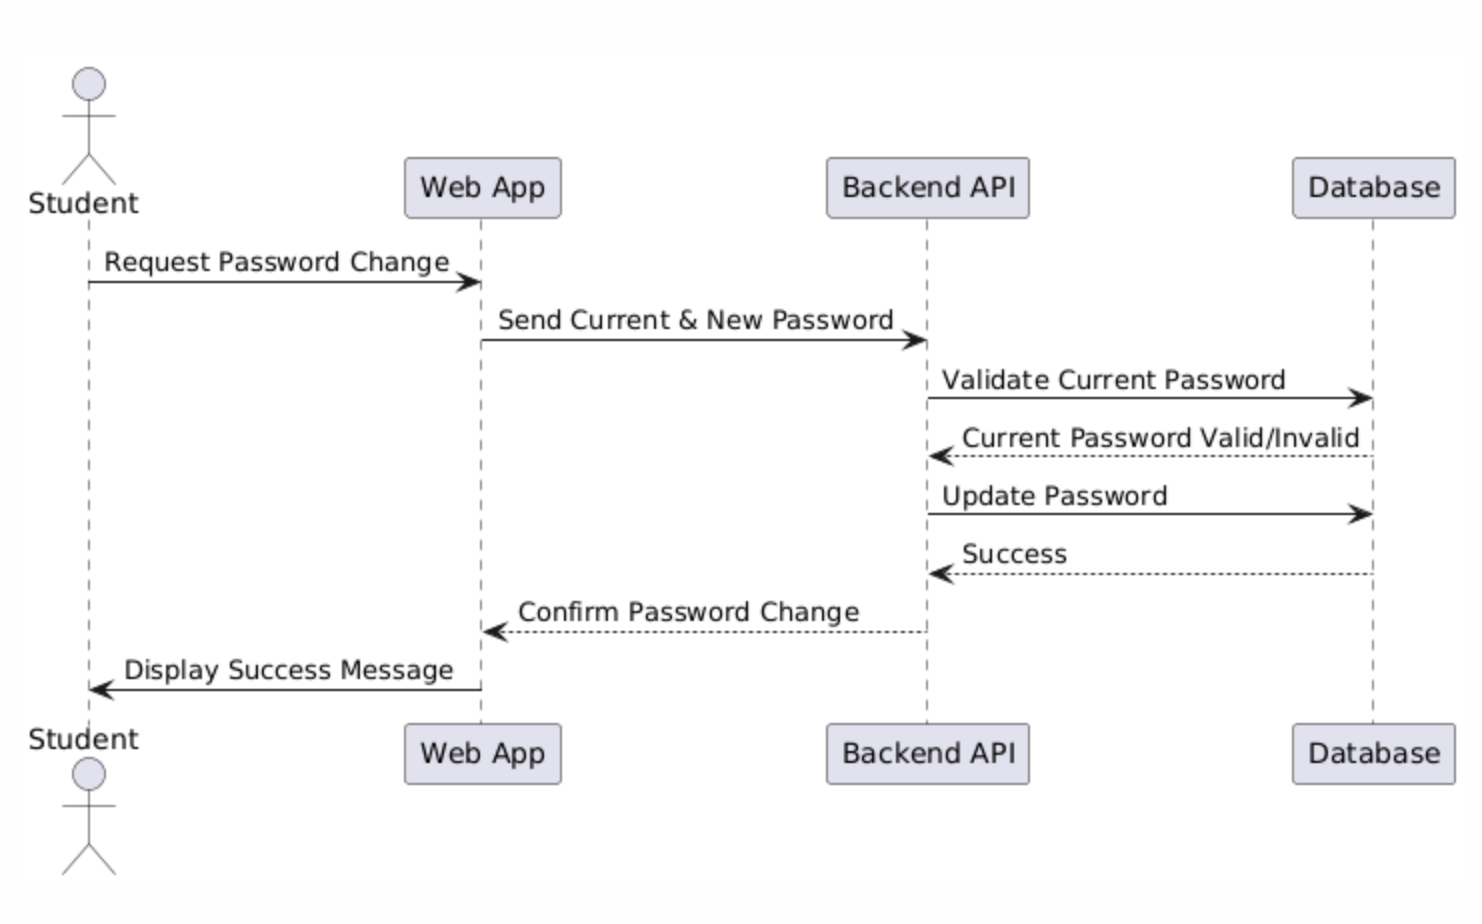 Student
Web App
Backend API
Database
Request Password Change
Send Current & New Password
Validate Current Password
Current Password Valid/Invalid
Update Password
Success
Confirm Password Change
Display Success Message
Student
Web App
Backend API
Database